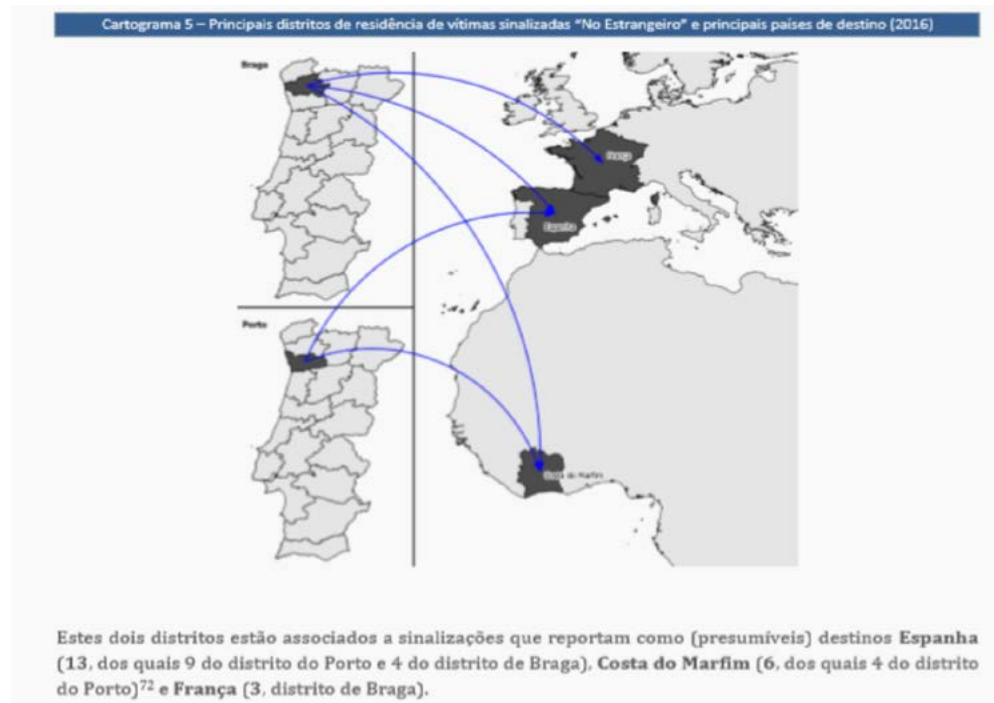 Cartograma 5 – Principais distritos de residência de vítimas sinalizadas "No Estrangeiro" e principais países de destino (2016)
Braga
França
Espanha
Porto
Costa do Marfim
Estes dois distritos estão associados a sinalizações que reportam como (presumíveis) destinos Espanha
(13, dos quais 9 do distrito do Porto e 4 do distrito de Braga), Costa do Marfim (6, dos quais 4 do distrito
do Porto)72 e França (3, distrito de Braga).